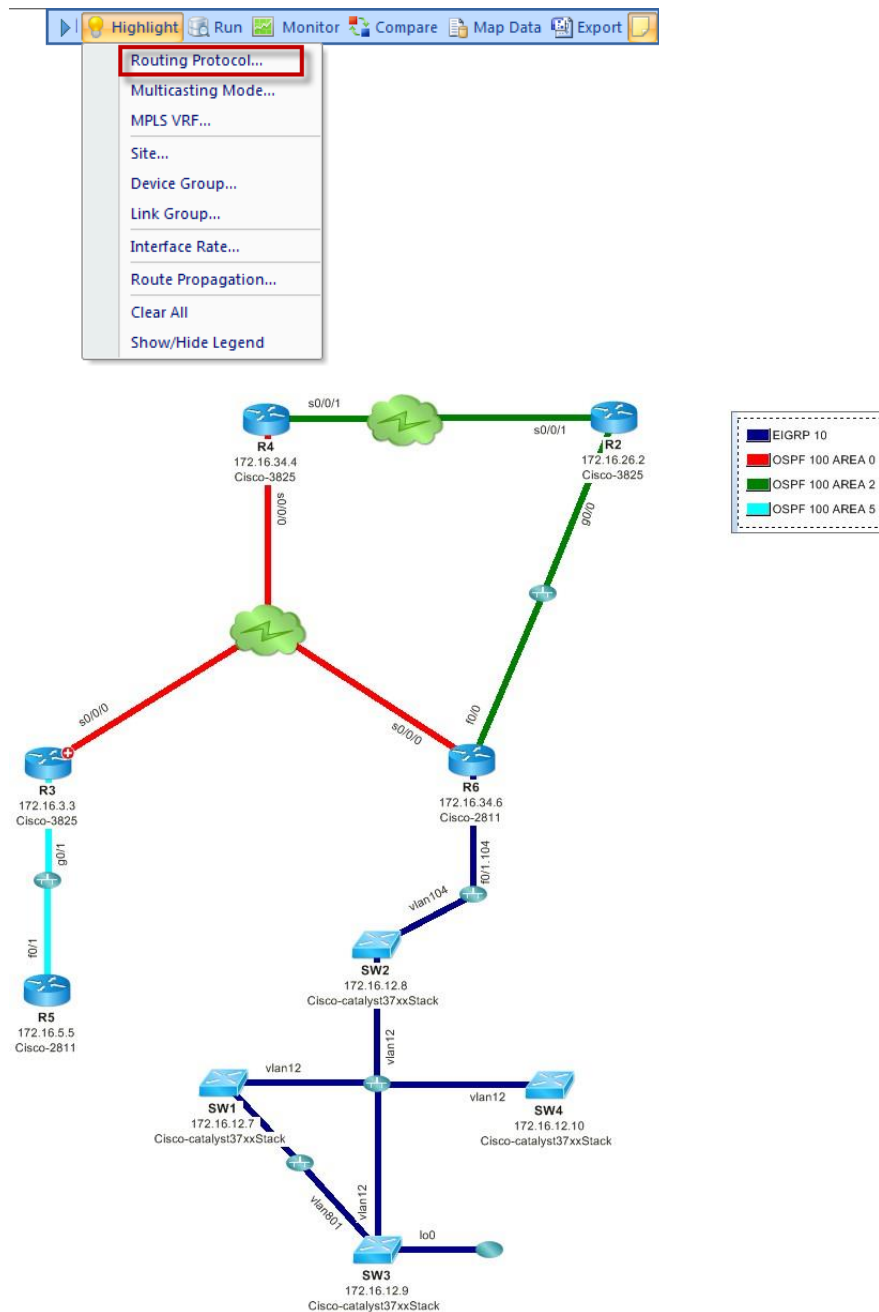 Highlight Run Monitor Compare Map Data Export
Routing Protocol...
Multicasting Mode...
MPLS VRF...
Site...
Device Group...
Link Group...
Interface Rate...
Route Propagation...
Clear All
Show/Hide Legend
s0/0/1
s0/0/1
R4
172.16.34.4
Cisco-3825
R2
172.16.26.2
Cisco-3825
EIGRP 10
OSPF 100 AREA 0
OSPF 100 AREA 2
OSPF 100 AREA 5
s0/0/0
g0/0
s0/0/0
s0/0/0
f0/0
R3
172.16.3.3
Cisco-3825
R6
172.16.34.6
Cisco-2811
g0/1
f0/1.104
vlan104
f0/1
SW2
172.16.12.8
Cisco-catalyst37xxStack
R5
172.16.5.5
Cisco-2811
vlan12
vlan12
vlan12
SW1
172.16.12.7
Cisco-catalyst37xxStack
SW4
172.16.12.10
Cisco-catalyst37xxStack
vlan801
vlan12
lo0
SW3
172.16.12.9
Cisco-catalyst37xxStack